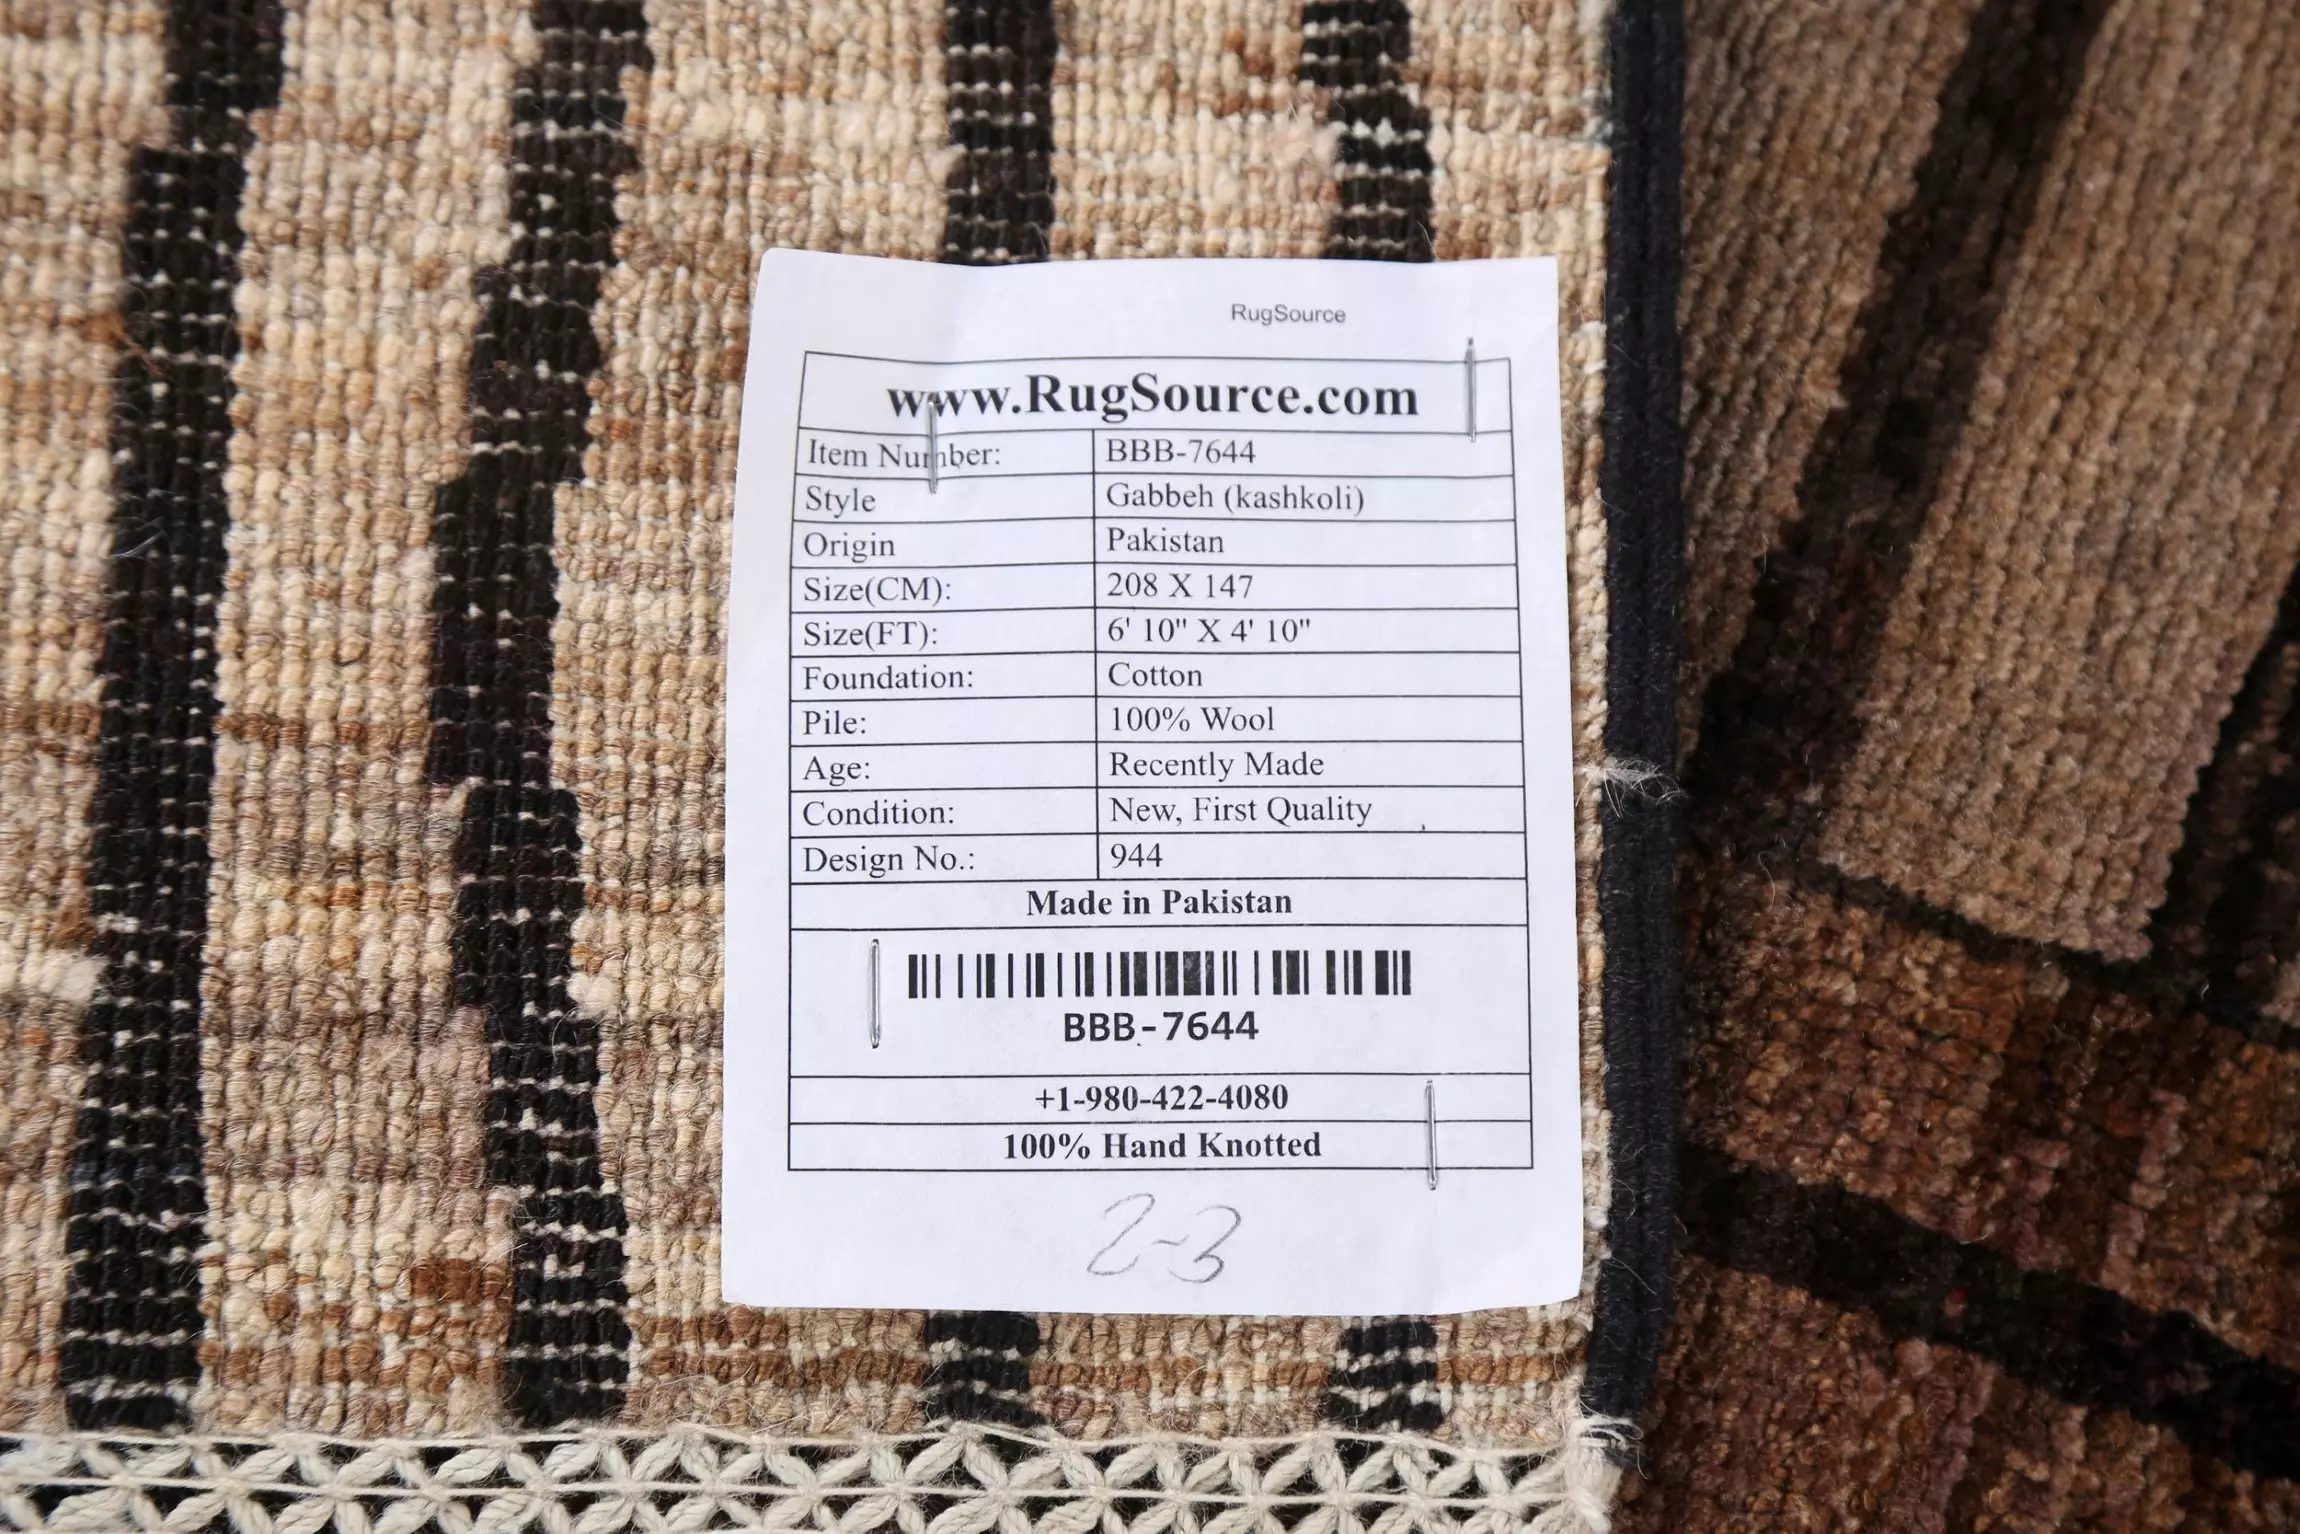 RugSource
www.RugSource.com
Item Number: BBB-7644
Style Gabbeh (kashkoli)
Origin Pakistan
Size(CM): 208 X 147
Size(FT): 6' 10" X 4' 10"
Foundation: Cotton
Pile: 100% Wool
Age: Recently Made
Condition: New, First Quality
Design No.: 944
Made in Pakistan
BBB-7644
+1-980-422-4080
100% Hand Knotted
2-3